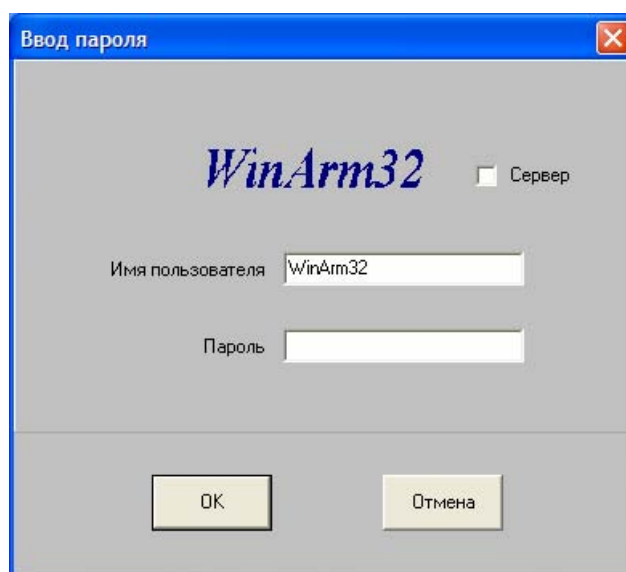 Ввод пароля
WinArm32
Сервер
Имя пользователя
WinArm32
Пароль
OK
Отмена